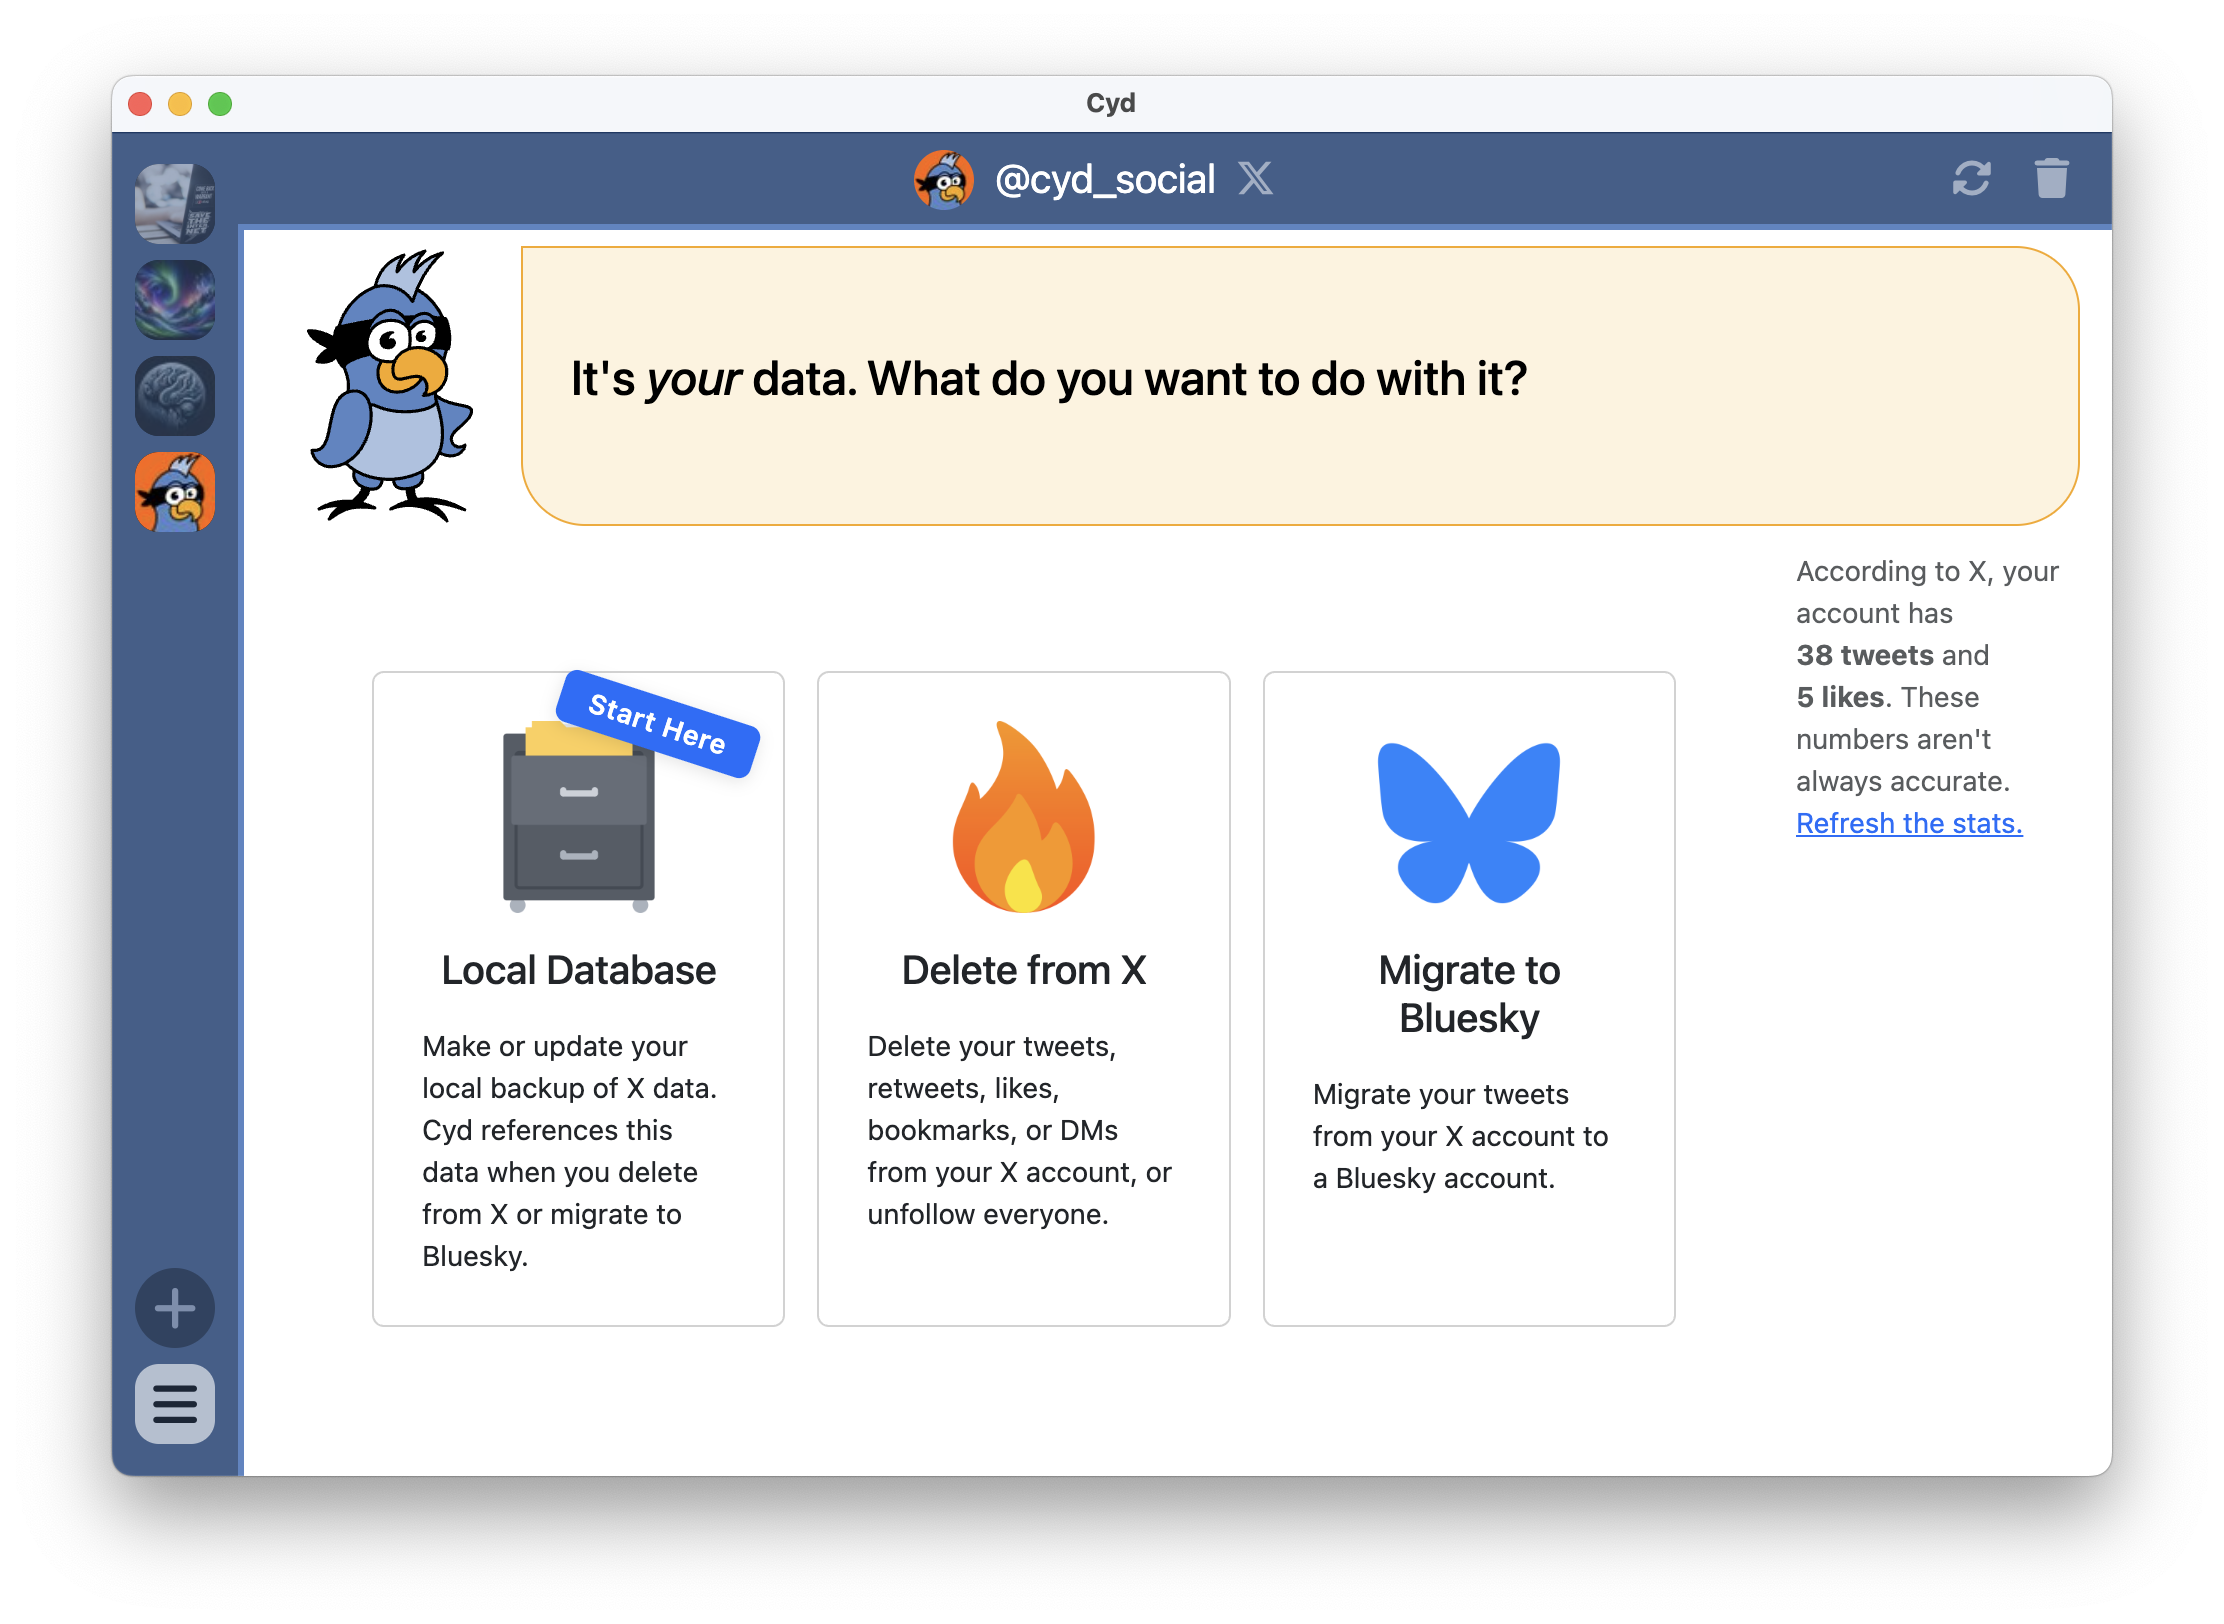 Cyd
@cyd_social
It's your data. What do you want to do with it?
According to X, your
account has
38 tweets and
5 likes. These
numbers aren't
always accurate.
Refresh the stats.
Start Here
Local Database
Make or update your
local backup of X data.
Cyd references this
data when you delete
from X or migrate to
Bluesky.
Delete from X
Delete your tweets,
retweets, likes,
bookmarks, or DMs
from your X account, or
unfollow everyone.
Migrate to
Bluesky
Migrate your tweets
from your X account to
a Bluesky account.